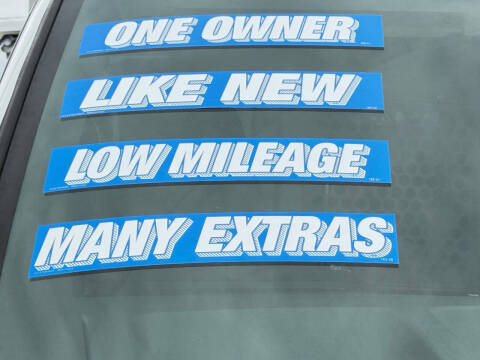 ONE OWNER
LIKE NEW
LOW MILEAGE
MANY EXTRAS